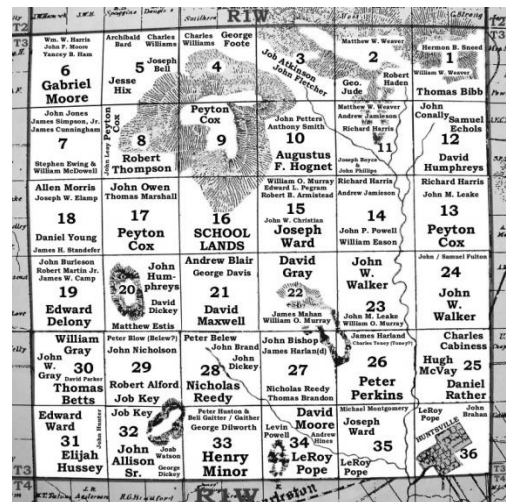 R1W
T2
T3
T2
T3
Wm. W. Harris
John F. Moore
Yancey B. Ham
6
Gabriel
Moore
Archibald
Bard
Charles
Williams
5
Joseph
Bell
Jesse
Hix
Charles
Williams
George
Foote
4
3
Job Atkinson
John Fletcher
Matthew W. Weaver
2
Robert
Haden
Geo.
Jude
Hermon B. Sneed
1
William W. Weaver
Thomas Bibb
John Jones
James Simpson, Jr.
James Cunningham
7
Stephen Ewing &
William McDowell
Peyton
Cox
John Leay
8
Robert
Thompson
Peyton
Cox
9
John Petters
Anthony Smith
10
Augustus
F. Hognet
Matthew W. Weaver
Andrew Jamieson
Richard Harris
11
Joseph Boyce
& John Phillips
John
Conally
Samuel
Echols
12
David
Humphreys
Allen Morris
Joseph W. Elamp
18
Daniel Young
James H. Standefer
John Owen
Thomas Marshall
17
Peyton
Cox
16
SCHOOL
LANDS
William O. Murray
Edward L. Pegram
Robert B. Armistead
15
John W. Christian
Joseph
Ward
Richard Harris
Andrew Jamieson
14
John P. Powell
William Eason
Richard Harris
John M. Leake
13
Peyton
Cox
John Burleson
Robert Martin Jr.
James W. Camp
19
Edward
Delony
20
John
Hum-
phreys
David
Dickey
Matthew Estis
Andrew Blair
George Davis
21
David
Maxwell
David
Gray
22
James Mahan
William O. Murray
John
W.
Walker
23
John M. Leake
William O. Murray
John / Samuel Fulton
24
John
W.
Walker
William
Gray
John
W.
Gray
30
David Parker
Thomas
Betts
Peter Blow (Belew?)
John Nicholson
29
Robert Alford
Job Key
Peter Belew
John Brand
John
Dickey
28
Nicholas
Reedy
John Bishop
James Harlan(d)
27
Nicholas Reedy
Thomas Brandon
James Harland
Charles Toney (Toney?)
26
Peter
Perkins
Charles
Cabiness
Hugh
McVay
25
Daniel
Rather
Edward
Ward
John Hunter
31
Elijah
Hussey
Job Key
32
John
Allison
Sr.
Joab
Watson
George
Dickey
Peter Huston &
Bell Gaither / Gaither
George Dilworth
33
Henry
Minor
David
Moore
Levin
Powell
Andrew
Hines
34
LeRoy
Pope
Michael Montgomery
Joseph
Ward
35
LeRoy
Pope
LeRoy
Pope
John
Brahan
HUNTSVILLE
36
T3
T4
T3
T4
R1W